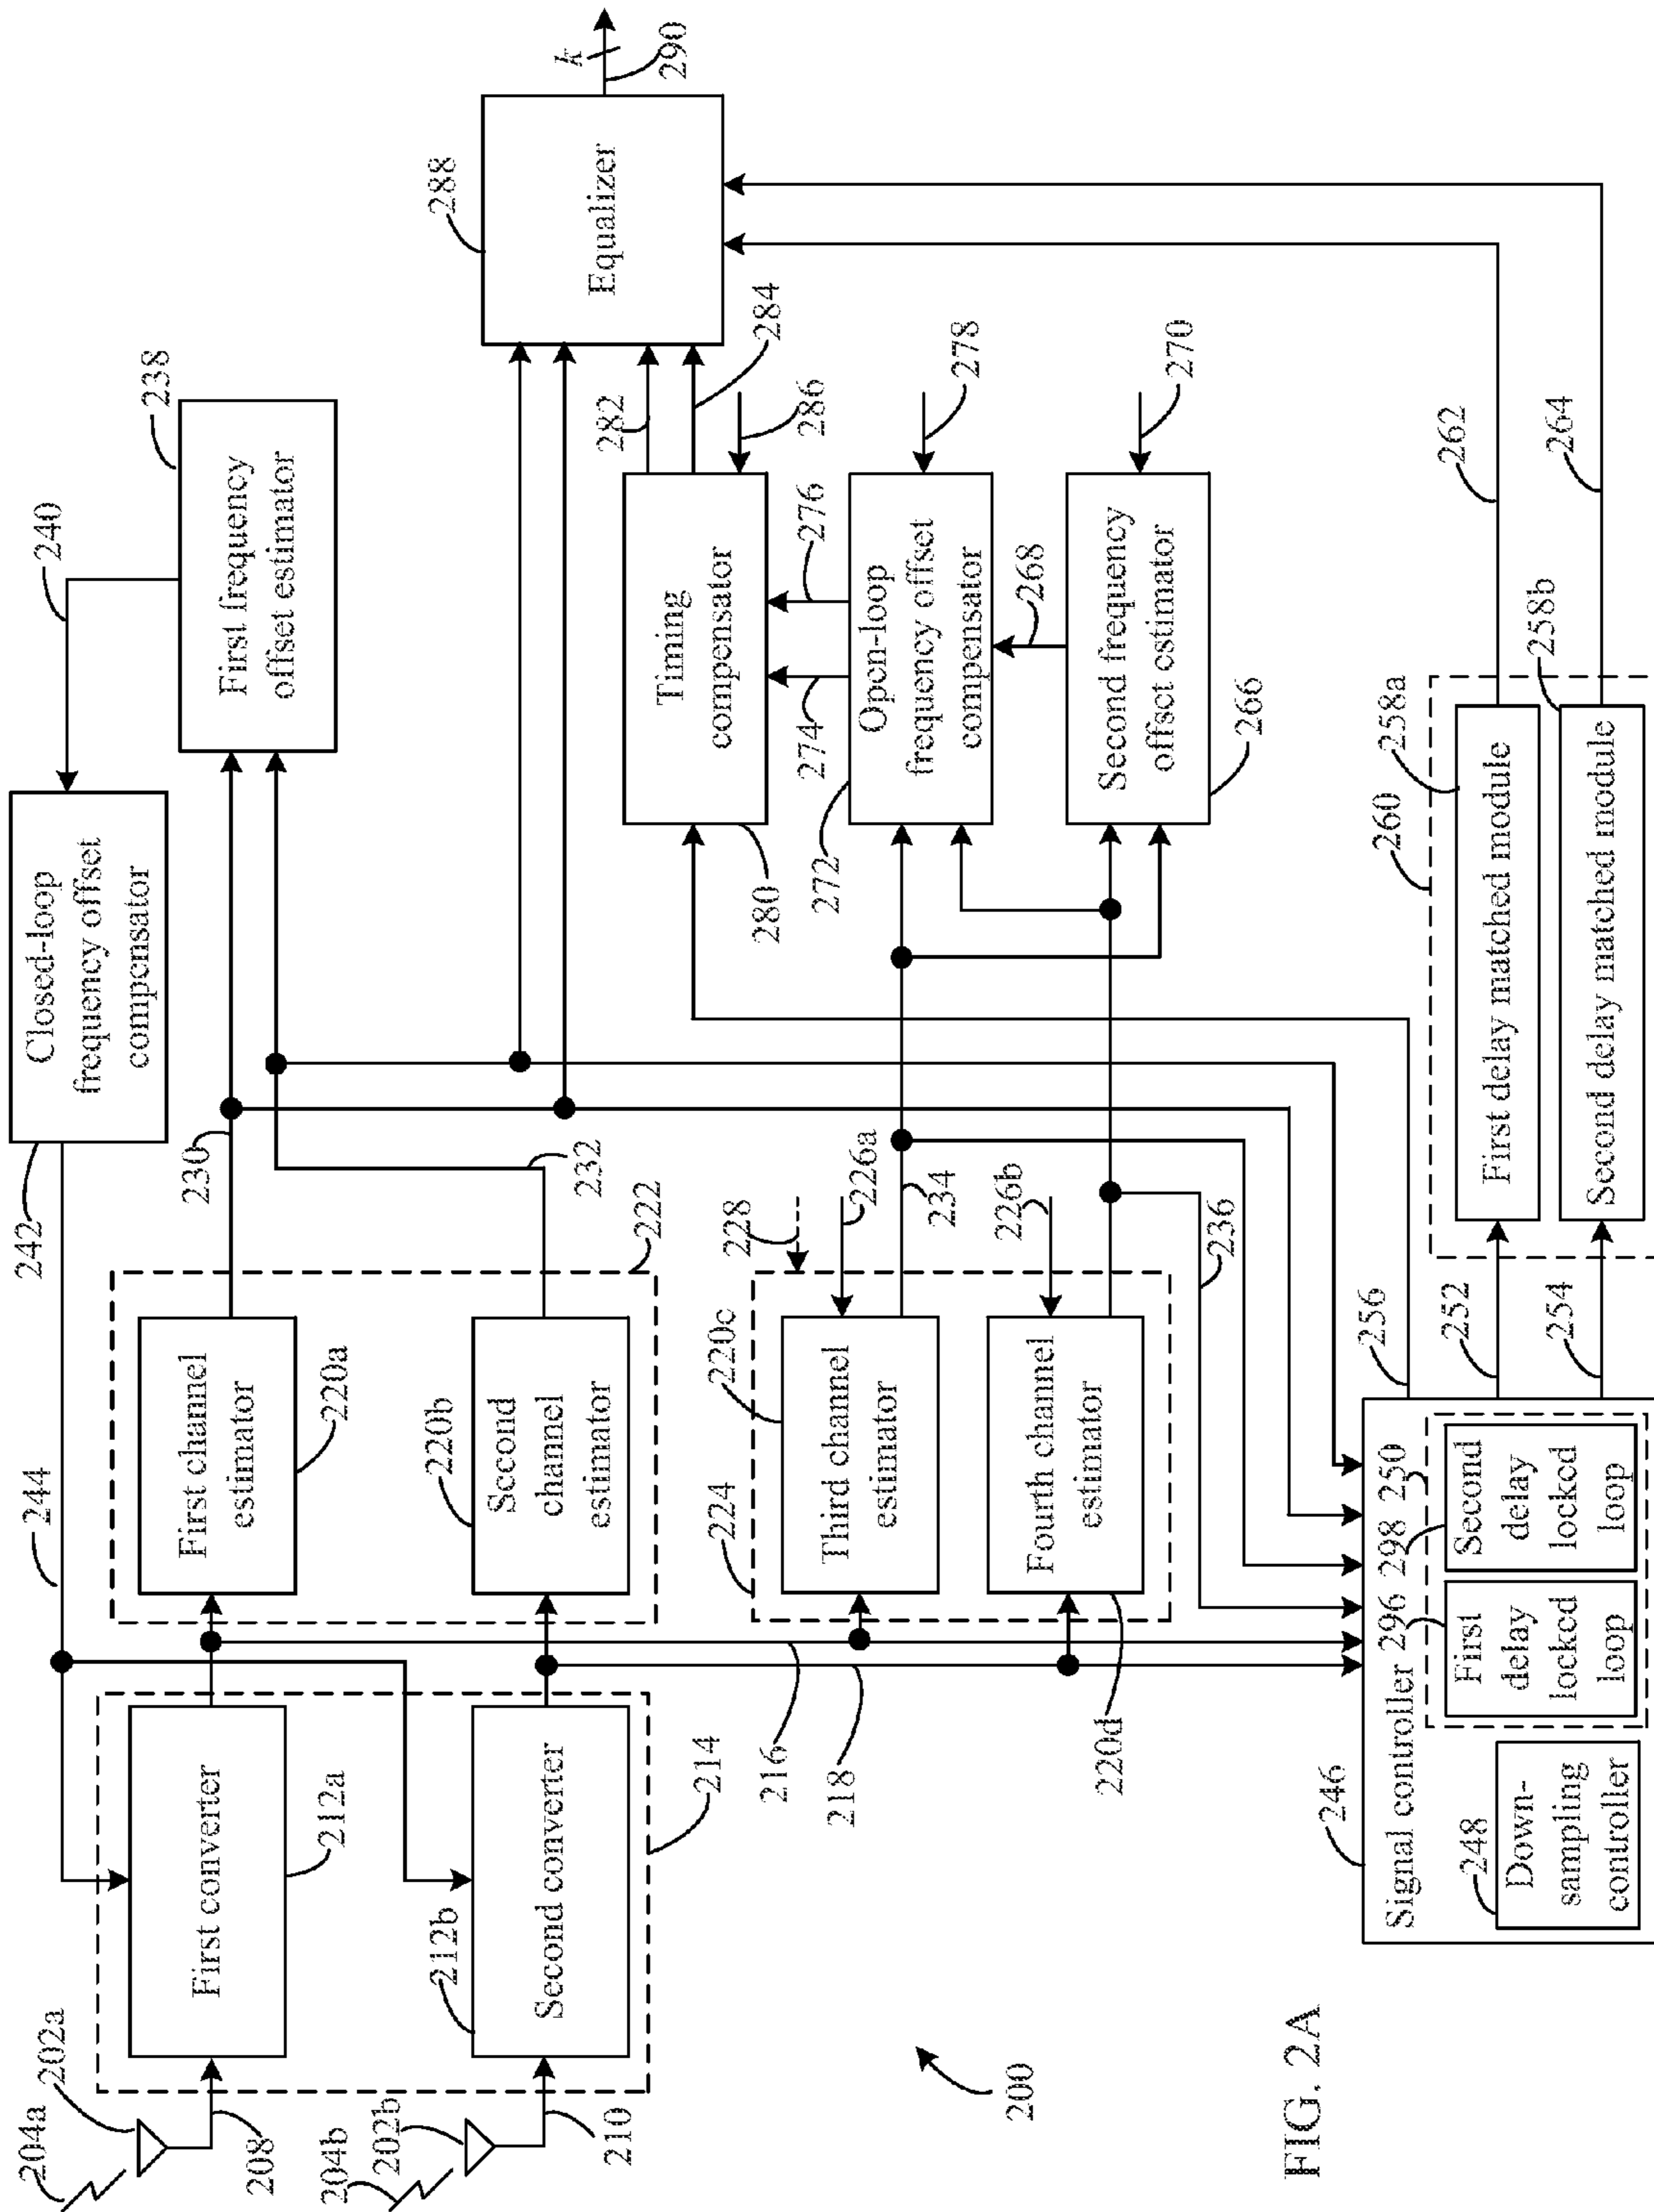 204a
202a
208
204b
202b
210
First converter
212a
212b
Second converter
214
244
242
Closed-loop
frequency offset
compensator
240
First frequency
offset estimator
238
First channel
estimator
220a
220b
Second
channel
estimator
222
230
232
216
218
224
220c
Third channel
estimator
Fourth channel
estimator
220d
228
226a
234
226b
236
288
Equalizer
k
290
282
284
286
Timing
compensator
280
274
276
278
Open-loop
frequency offset
compensator
272
268
270
Second frequency
offset estimator
266
246
Signal controller
296
298
250
248
Down-
sampling
controller
First
delay
locked
loop
Second
delay
locked
loop
256
252
254
260
258a
First delay matched module
258b
Second delay matched module
262
264
200
FIG. 2A